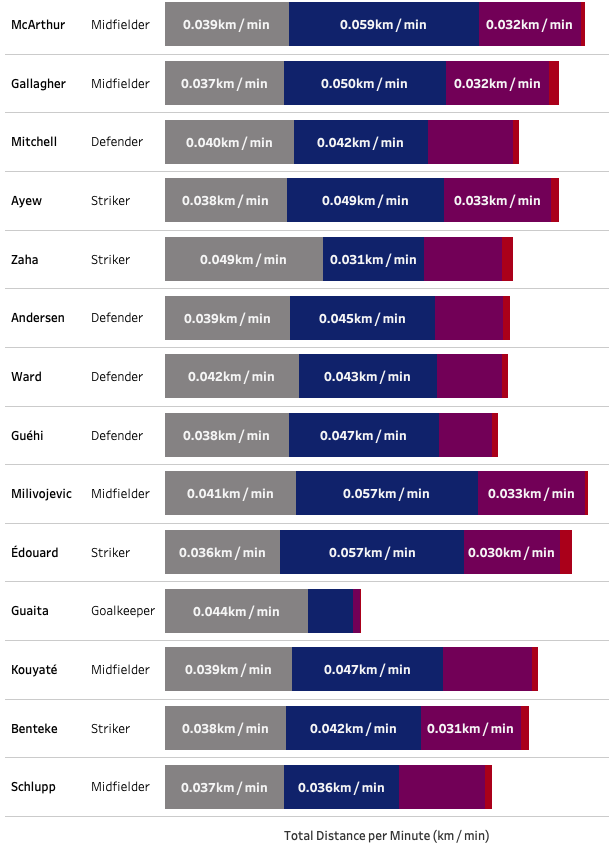 McArthur Midfielder 0.039km / min 0.059km / min 0.032km / min
Gallagher Midfielder 0.037km / min 0.050km / min 0.032km / min
Mitchell Defender 0.040km / min 0.042km / min
Ayew Striker 0.038km / min 0.049km / min 0.033km / min
Zaha Striker 0.049km / min 0.031km / min
Andersen Defender 0.039km / min 0.045km / min
Ward Defender 0.042km / min 0.043km / min
Guéhi Defender 0.038km / min 0.047km / min
Milivojevic Midfielder 0.041km / min 0.057km / min 0.033km / min
Édouard Striker 0.036km / min 0.057km / min 0.030km / min
Guaita Goalkeeper 0.044km / min
Kouyaté Midfielder 0.039km / min 0.047km / min
Benteke Striker 0.038km / min 0.042km / min 0.031km / min
Schlupp Midfielder 0.037km / min 0.036km / min
Total Distance per Minute (km / min)